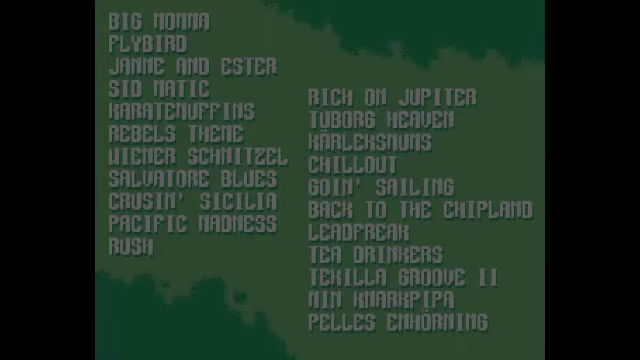 BIG MOMMA
FLYBIRD
JANNE AND ESTER
SID MATIC
KARATEMUFFINS
REBELS THEME
WIENER SCHNITZEL
SALVATORE BLUES
CRUSIN' SICILIA
PACIFIC MADNESS
RUSH
RICH ON JUPITER
TUBORG HEAVEN
KÄRLEKSMUMS
CHILLOUT
GOIN' SAILING
BACK TO THE CHIPLAND
LEADFREAK
TEA DRINKERS
TEKILLA GROOVE II
MIN KNARKPIPA
PELLES ENHÖRNING